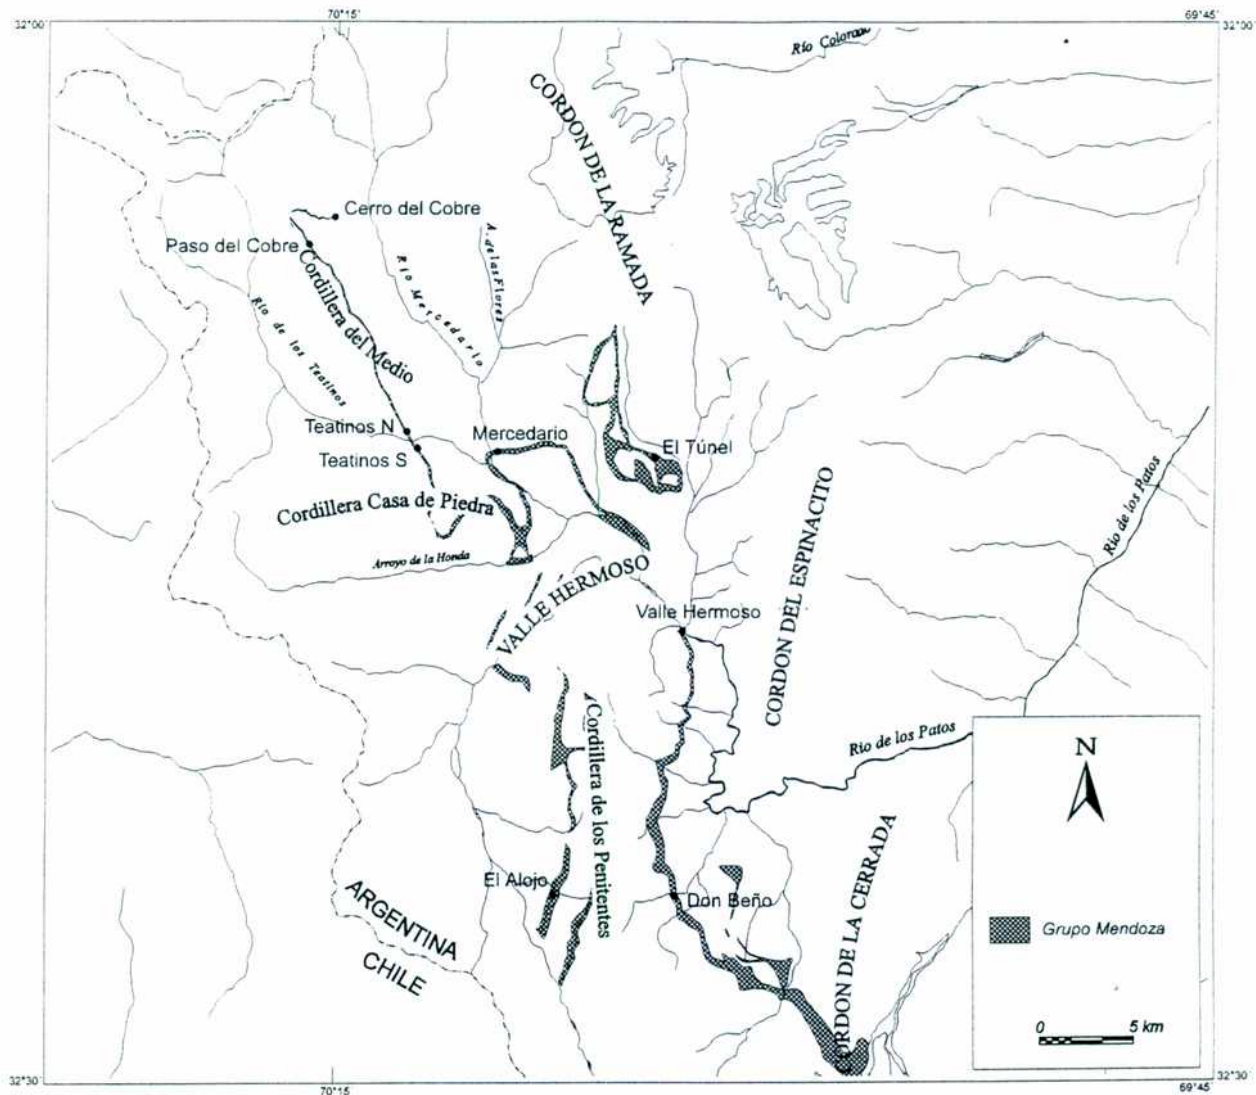 70°15'
69°45'
32°00'
32°00'
Río Colorado
CORDON DE LA RAMADA
Cerro del Cobre
Paso del Cobre
Cordillera del Medio
Río Mercedario
A. de las Flores
Río de los Teatinos
Teatinos N
Teatinos S
Mercedario
El Túnel
Cordillera Casa de Piedra
Arroyo de la Honda
VALLE HERMOSO
Valle Hermoso
CORDON DEL ESPINACITO
Rio de los Patos
Rio de los Patos
Cordillera de los Penitentes
El Alojo
Don Beño
CORDON DE LA CERRADA
ARGENTINA
CHILE
N
Grupo Mendoza
0 5 km
32°30'
32°30'
70°15'
69°45'